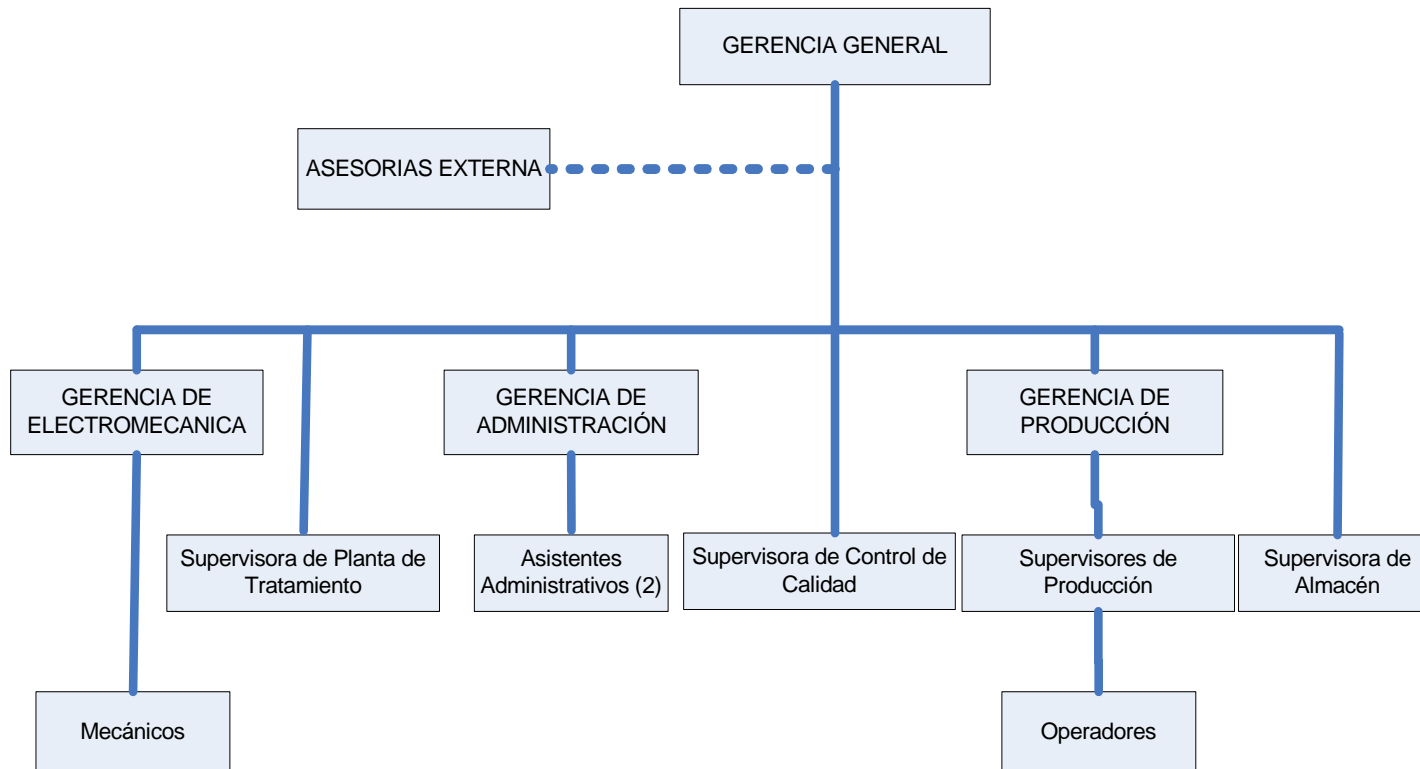 GERENCIA GENERAL
ASESORIAS EXTERNA
GERENCIA DE
ELECTROMECANICA
GERENCIA DE
ADMINISTRACIÓN
GERENCIA DE
PRODUCCIÓN
Supervisora de Planta de
Tratamiento
Asistentes
Administrativos (2)
Supervisora de Control de
Calidad
Supervisores de
Producción
Supervisora de
Almacén
Mecánicos
Operadores